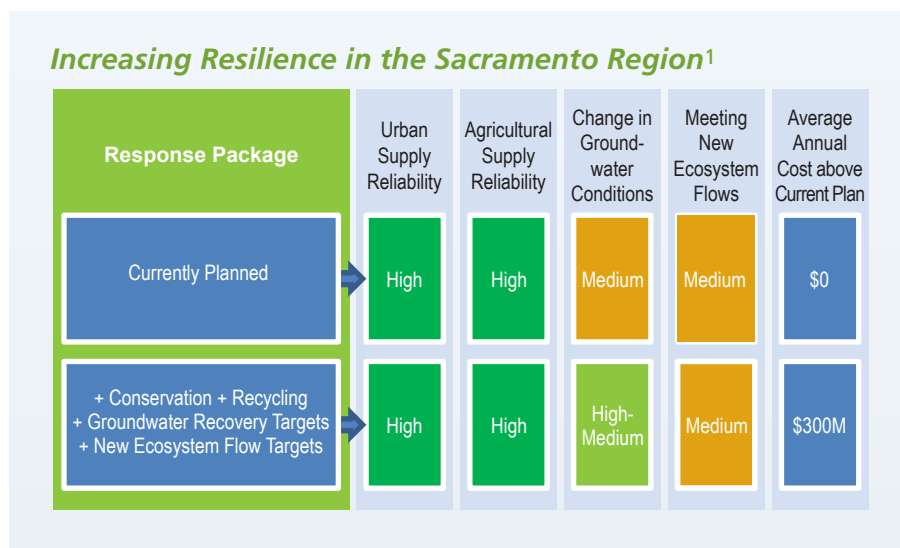 Increasing Resilience in the Sacramento Region1
Response Package
Urban
Supply
Reliability
Agricultural
Supply
Reliability
Change in
Ground-
water
Conditions
Meeting
New
Ecosystem
Flows
Average
Annual
Cost above
Current Plan
Currently Planned
High
High
Medium
Medium
$0
+ Conservation + Recycling
+ Groundwater Recovery Targets
+ New Ecosystem Flow Targets
High
High
High-
Medium
Medium
$300M